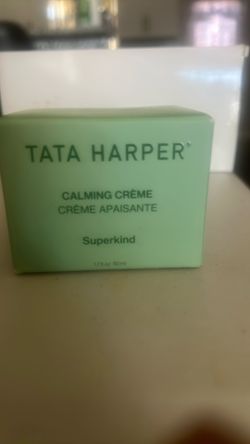 TATA HARPER
CALMING CRÈME
CRÈME APAISANTE
Superkind